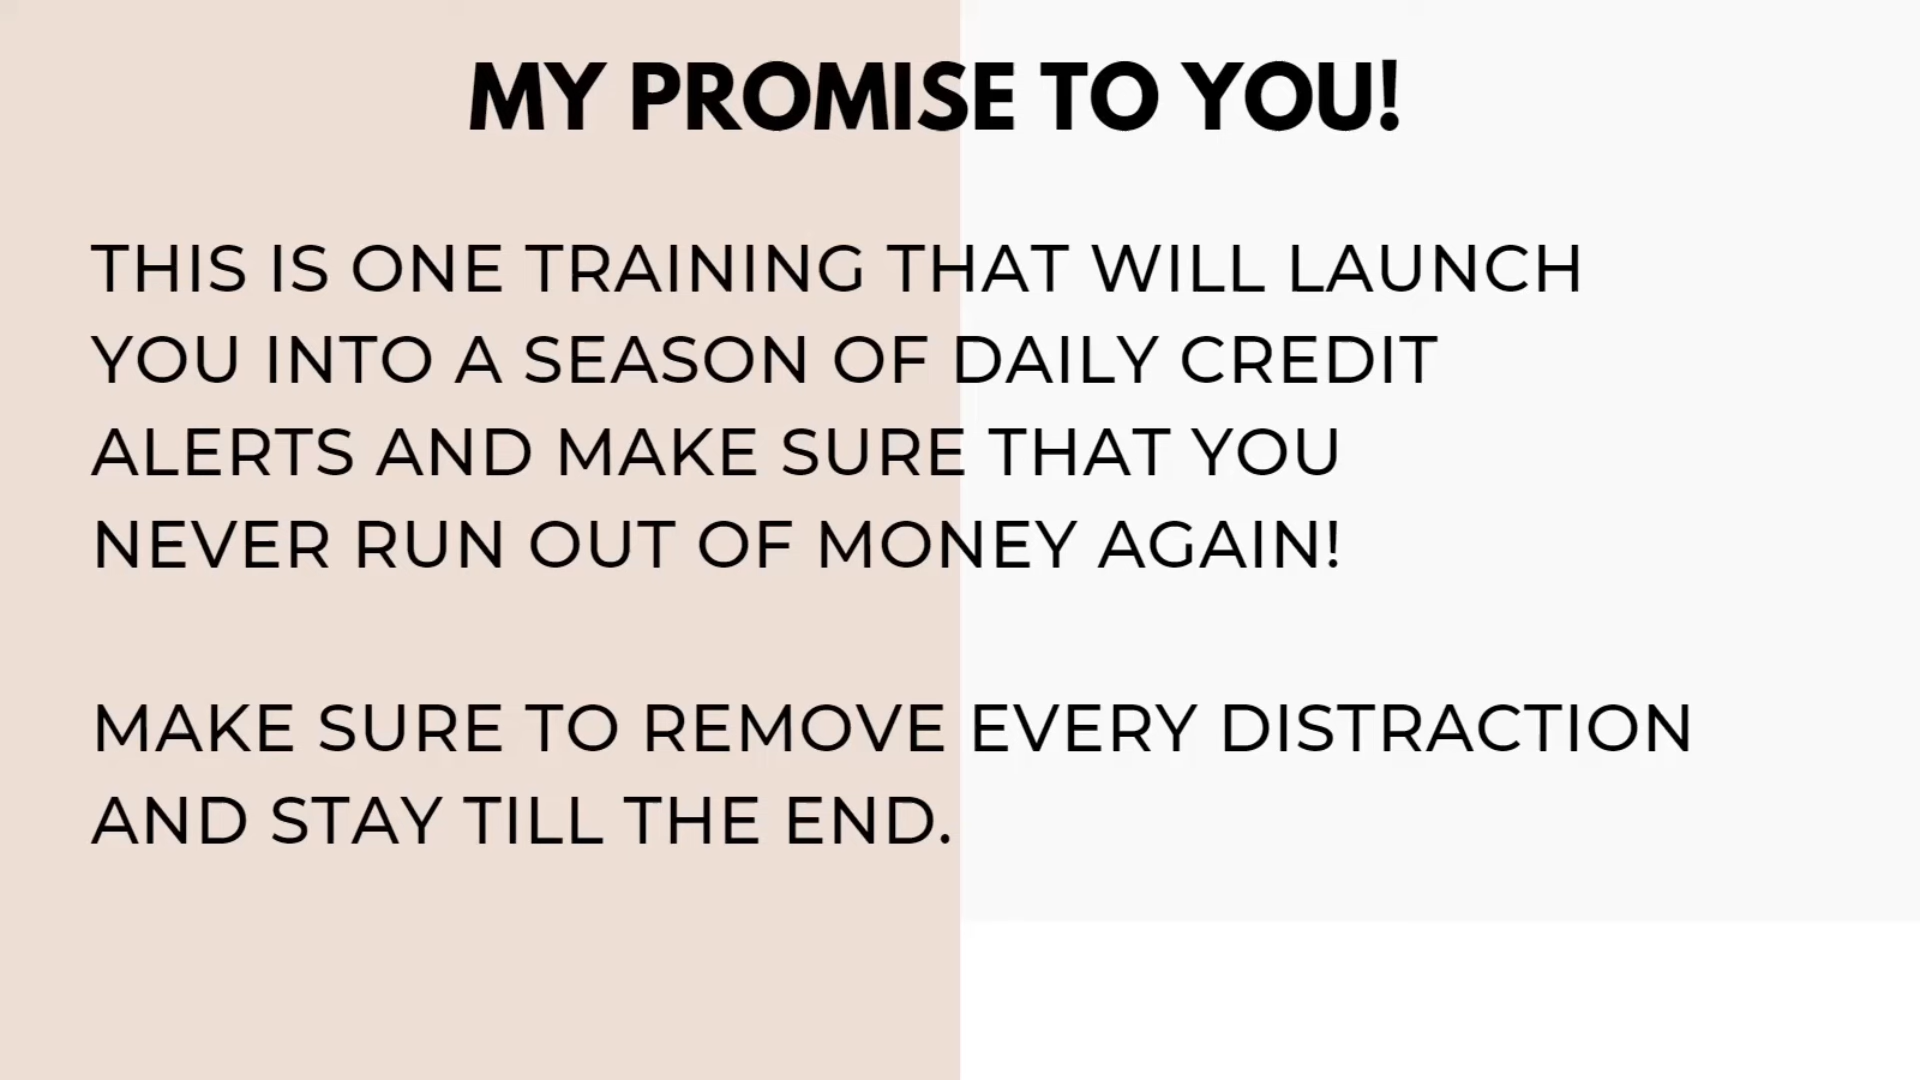 MY PROMISE TO YOU!
THIS IS ONE TRAINING THAT WILL LAUNCH
YOU INTO A SEASON OF DAILY CREDIT
ALERTS AND MAKE SURE THAT YOU
NEVER RUN OUT OF MONEY AGAIN!
MAKE SURE TO REMOVE EVERY DISTRACTION
AND STAY TILL THE END.